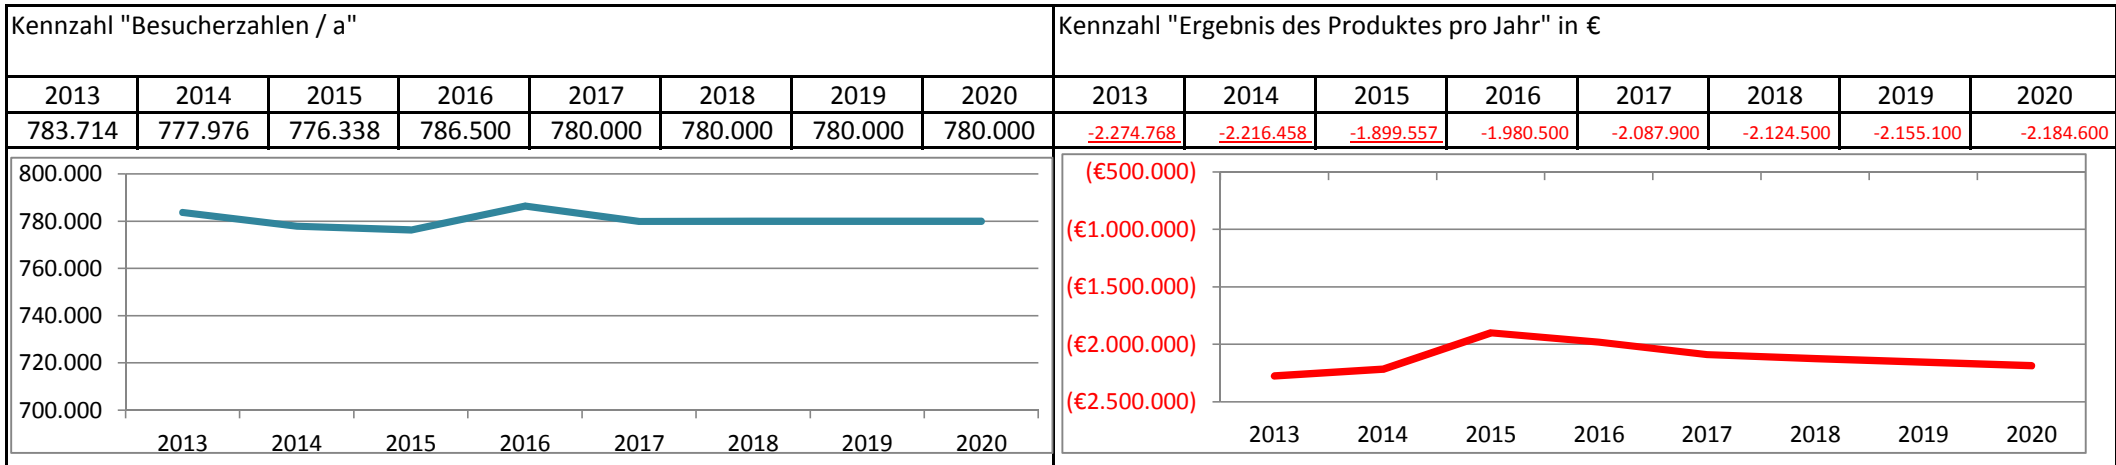 Kennzahl "Besucherzahlen / a"
2013 2014 2015 2016 2017 2018 2019 2020
783.714 777.976 776.338 786.500 780.000 780.000 780.000 780.000
800.000
780.000
760.000
740.000
720.000
700.000
2013 2014 2015 2016 2017 2018 2019 2020
Kennzahl "Ergebnis des Produktes pro Jahr" in €
2013 2014 2015 2016 2017 2018 2019 2020
-2.274.768 -2.216.458 -1.899.557 -1.980.500 -2.087.900 -2.124.500 -2.155.100 -2.184.600
(€500.000)
(€1.000.000)
(€1.500.000)
(€2.000.000)
(€2.500.000)
2013 2014 2015 2016 2017 2018 2019 2020